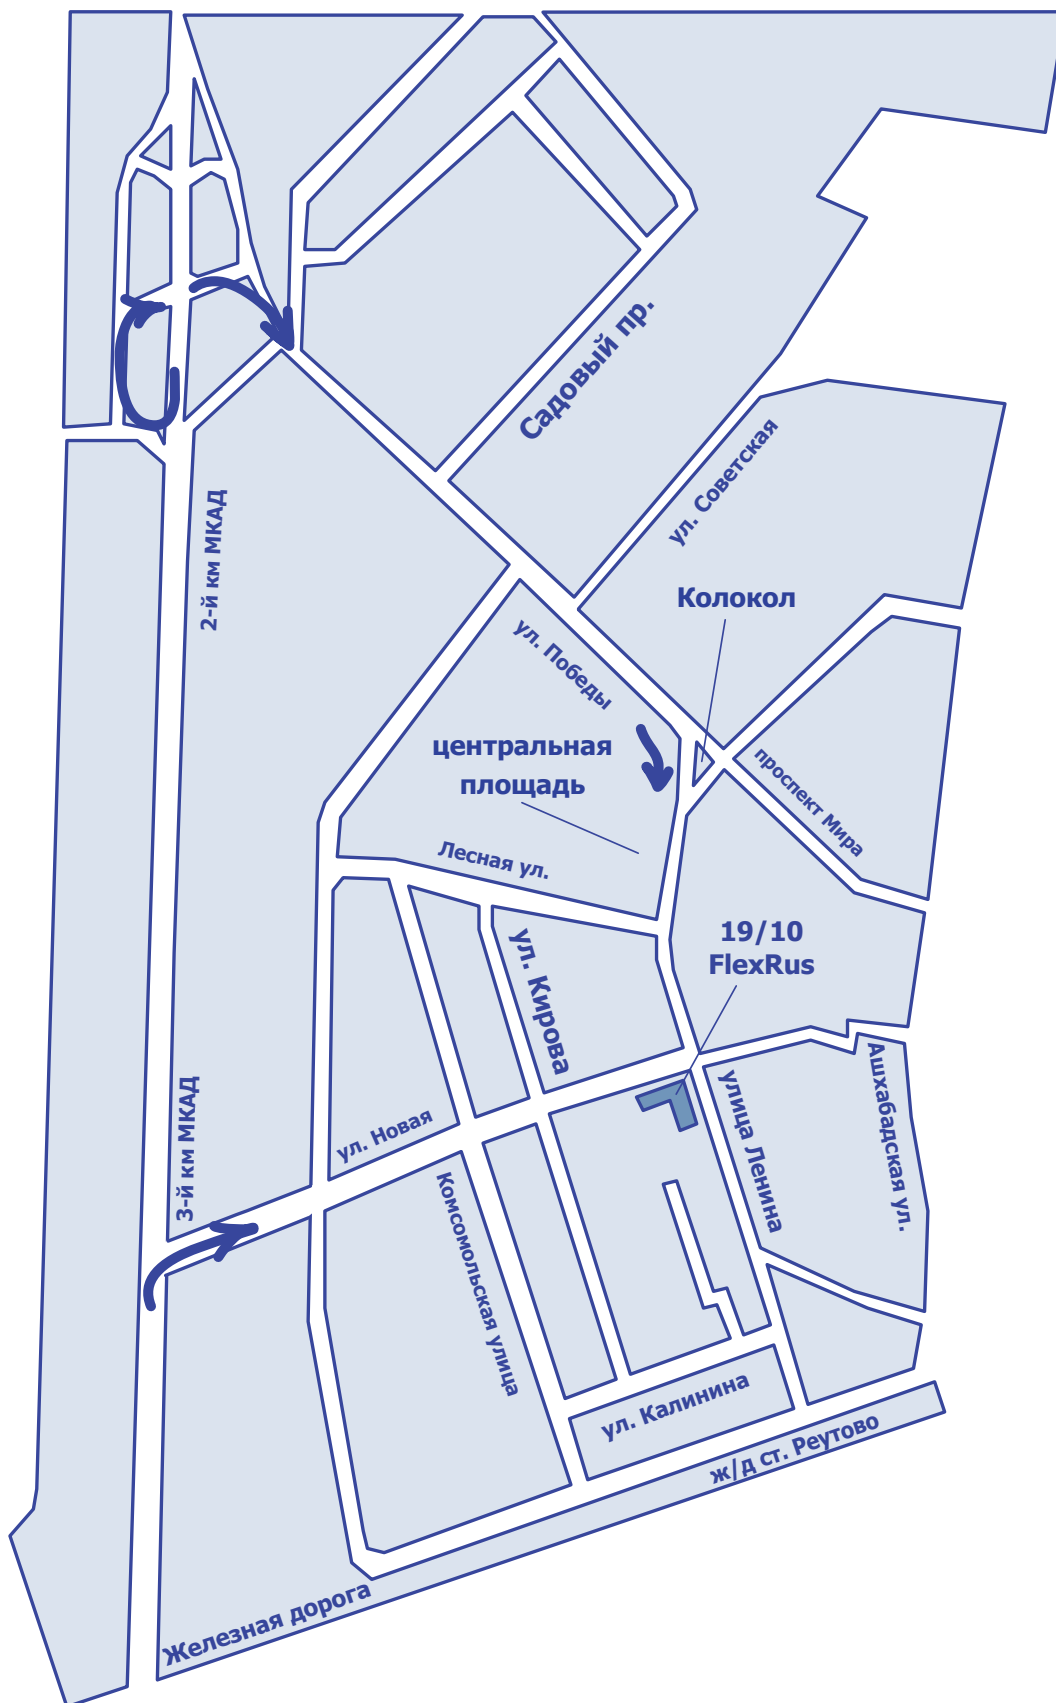 Садовый пр.
ул. Советская
2-й км МКАД
Колокол
ул. Победы
центральная
площадь
проспект Мира
Лесная ул.
19/10
FlexRus
ул. Кирова
Ашхабадская ул.
улица Ленина
ул. Новая
3-й км МКАД
Комсомольская улица
ул. Калинина
ж/д ст. Реутово
Железная дорога